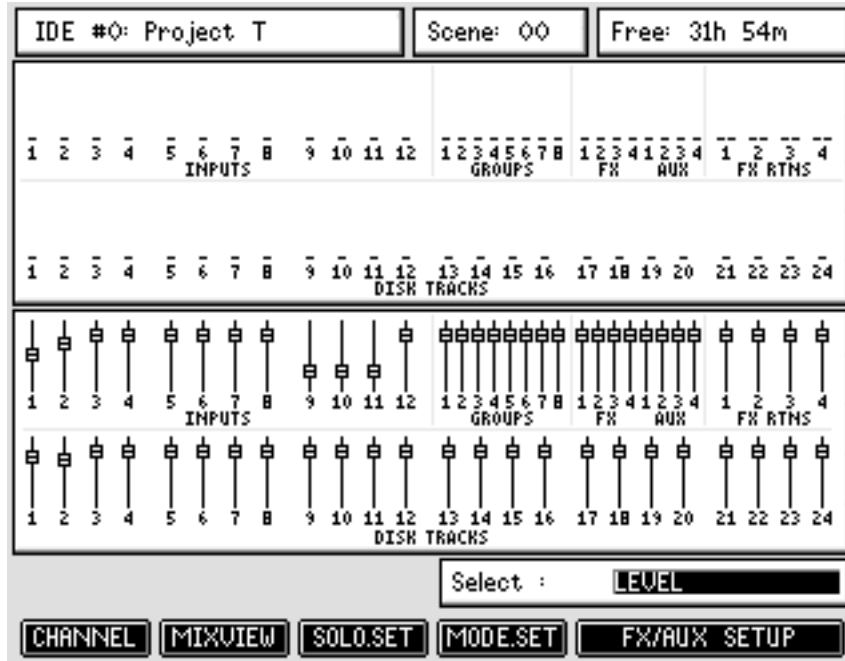 IDE #0: Project T Scene: 00 Free: 31h 54m
1 2 3 4 5 6 7 8 9 10 11 12 1 2 3 4 5 6 7 8 1 2 3 4 1 2 3 4 1 2 3 4
INPUTS GROUPS FX AUX FX RTNS
1 2 3 4 5 6 7 8 9 10 11 12 13 14 15 16 17 18 19 20 21 22 23 24
DISK TRACKS
1 2 3 4 5 6 7 8 9 10 11 12 1 2 3 4 5 6 7 8 1 2 3 4 1 2 3 4 1 2 3 4
INPUTS GROUPS FX AUX FX RTNS
1 2 3 4 5 6 7 8 9 10 11 12 13 14 15 16 17 18 19 20 21 22 23 24
DISK TRACKS
Select : LEVEL
CHANNEL MIXVIEW SOLO.SET MODE.SET FX/AUX SETUP